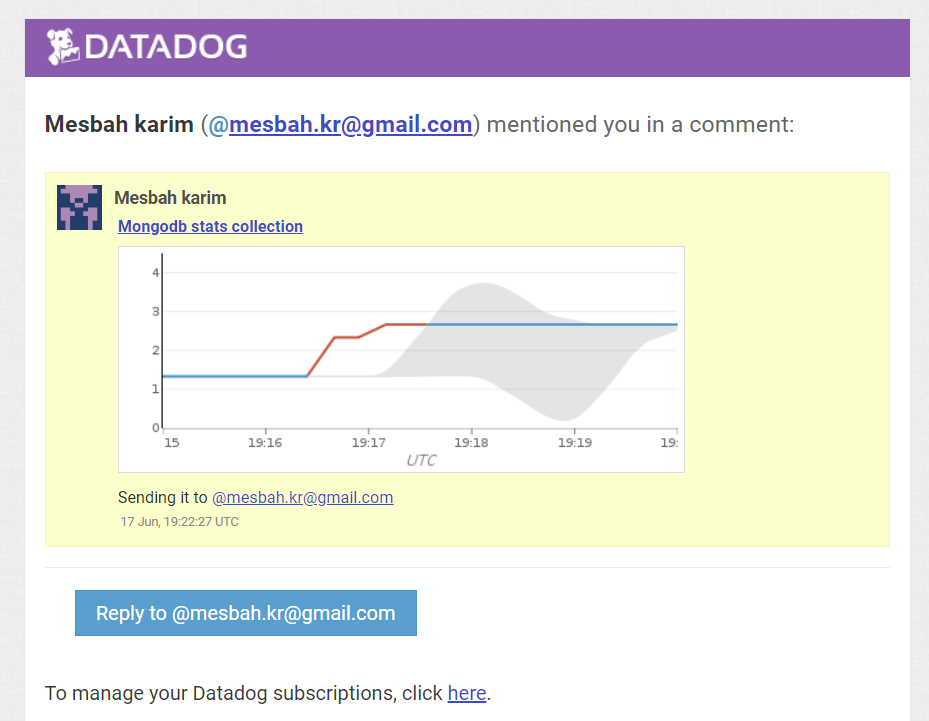 DATADOG
Mesbah karim (@mesbah.kr@gmail.com) mentioned you in a comment:
Mesbah karim
Mongodb stats collection
4
3
2
1
0
15 19:16 19:17 19:18 19:19 19:
UTC
Sending it to @mesbah.kr@gmail.com
17 Jun, 19:22:27 UTC
Reply to @mesbah.kr@gmail.com
To manage your Datadog subscriptions, click here.